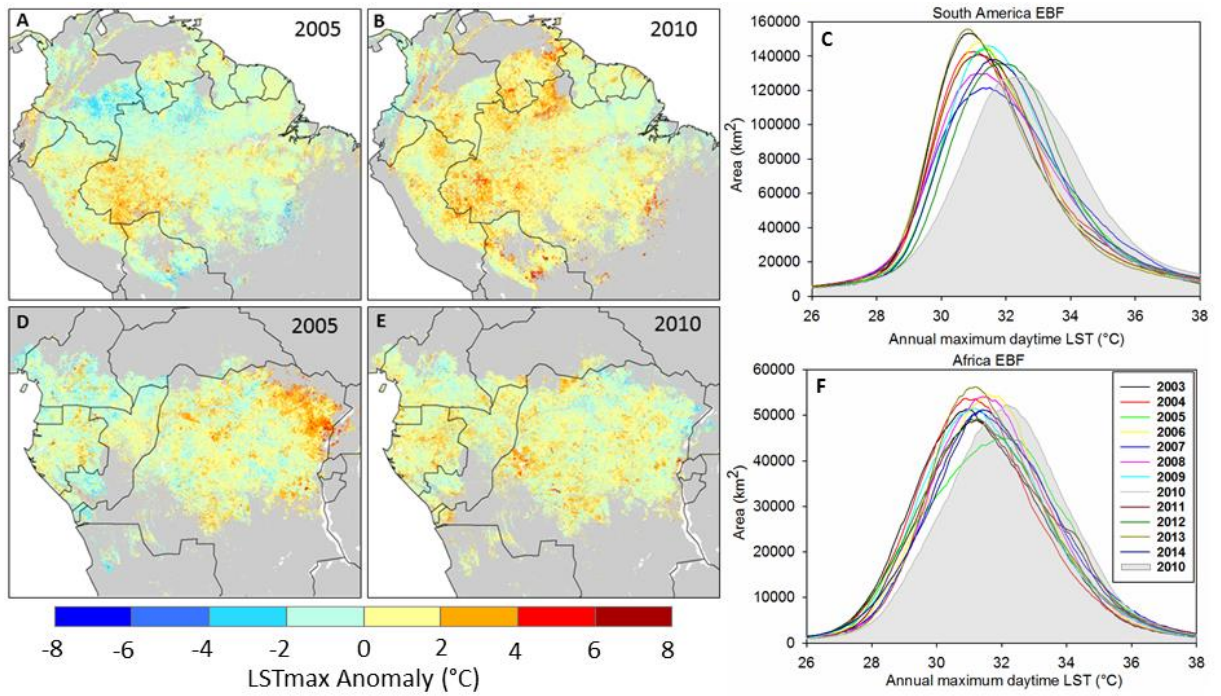 A
2005
B
2010
South America EBF
C
160000
140000
120000
100000
80000
60000
40000
20000
0
Area (km²)
26 28 30 32 34 36 38
Annual maximum daytime LST (°C)
D
2005
E
2010
Africa EBF
F
60000
50000
40000
30000
20000
10000
0
Area (km²)
2003
2004
2005
2006
2007
2008
2009
2010
2011
2012
2013
2014
2010
26 28 30 32 34 36 38
Annual maximum daytime LST (°C)
-8 -6 -4 -2 0 2 4 6 8
LSTmax Anomaly (°C)